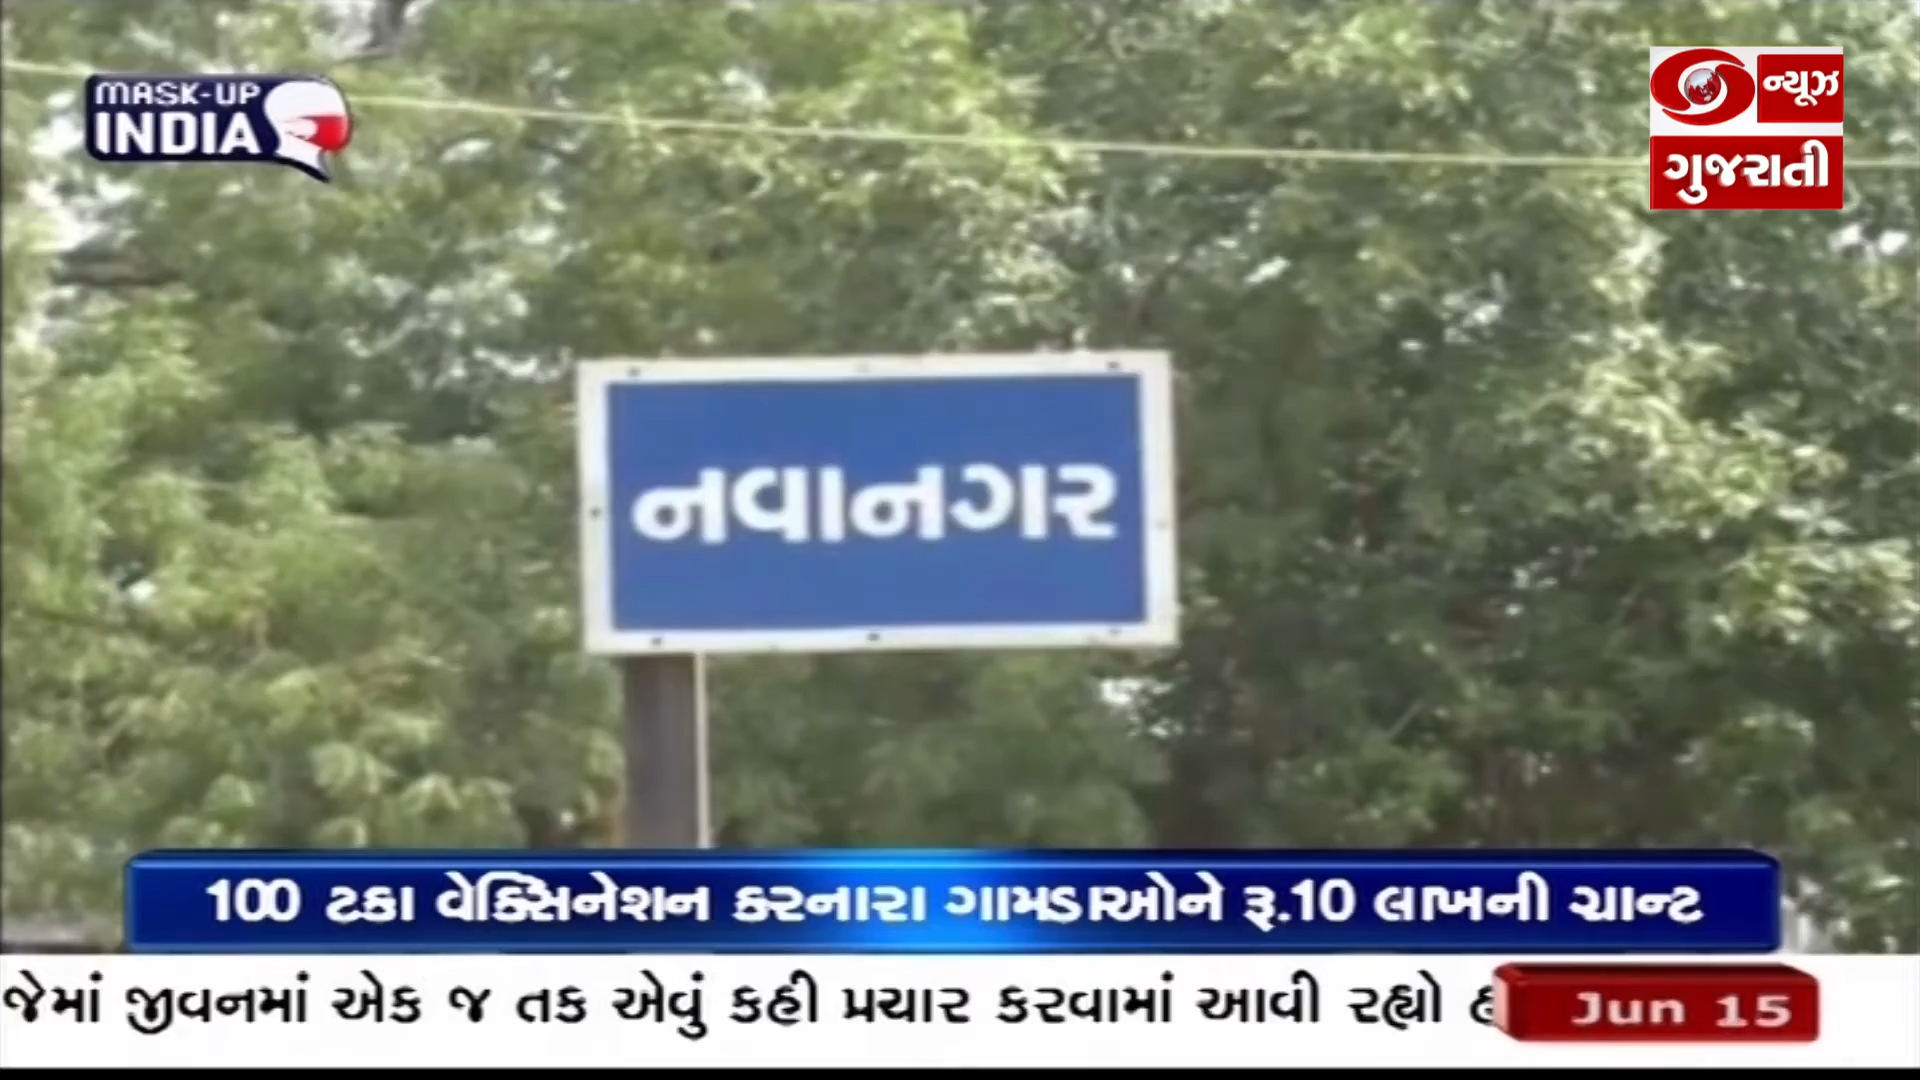 MASK-UP
INDIA
ન્યૂઝ
ગુજરાતી
નવાનગર
100 ટકા વેક્સિનેશન કરનારા ગામડાઓને રૂ.10 લાખની ચાન્ટ
જેમાં જીવનમાં એક જ તક એવું કહી પ્રચાર કરવામાં આવી રહ્યો
Jun 15